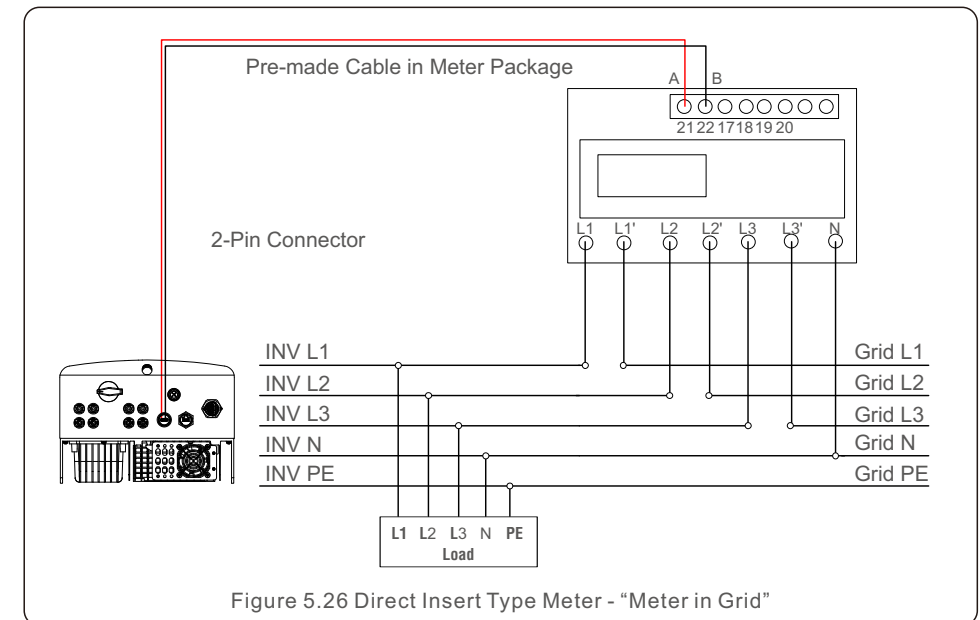 Pre-made Cable in Meter Package
A B
21 22 17 18 19 20
2-Pin Connector
L1 L1' L2 L2' L3 L3' N
INV L1 Grid L1
INV L2 Grid L2
INV L3 Grid L3
INV N Grid N
INV PE Grid PE
L1 L2 L3 N PE
Load
Figure 5.26 Direct Insert Type Meter - “Meter in Grid”